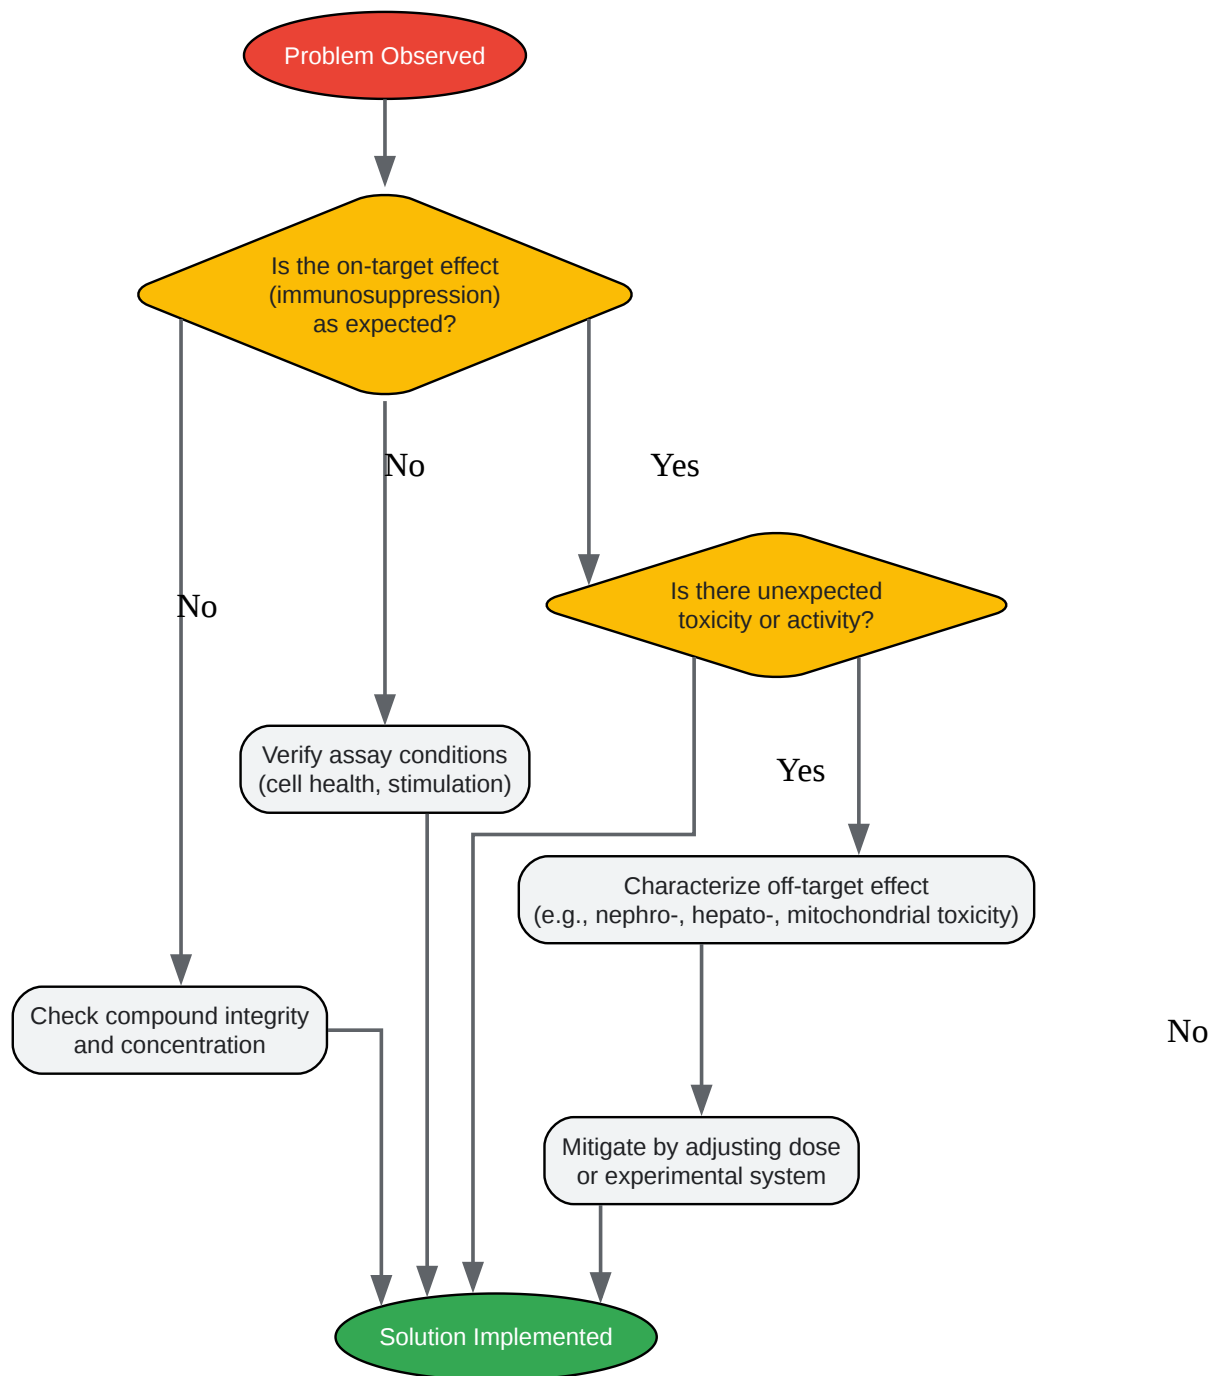 Problem Observed
Is the on-target effect
(immunosuppression)
as expected?
No
Yes
No
Is there unexpected
toxicity or activity?
Verify assay conditions
(cell health, stimulation)
Yes
Characterize off-target effect
(e.g., nephro-, hepato-, mitochondrial toxicity)
Check compound integrity
and concentration
No
Mitigate by adjusting dose
or experimental system
Solution Implemented